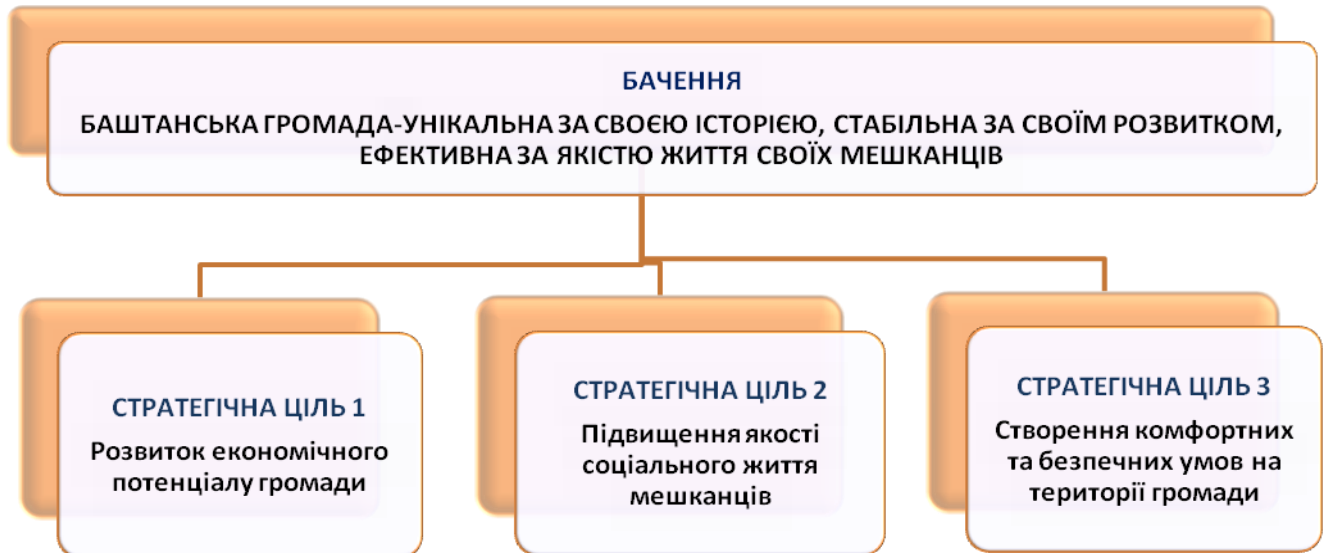 БАЧЕННЯ
БАШТАНСЬКА ГРОМАДА-УНІКАЛЬНА ЗА СВОЄЮ ІСТОРІЄЮ, СТАБІЛЬНА ЗА СВОЇМ РОЗВИТКОМ,
ЕФЕКТИВНА ЗА ЯКІСТЮ ЖИТТЯ СВОЇХ МЕШКАНЦІВ
СТРАТЕГІЧНА ЦІЛЬ 1
Розвиток економічного
потенціалу громади
СТРАТЕГІЧНА ЦІЛЬ 2
Підвищення якості
соціального життя
мешканців
СТРАТЕГІЧНА ЦІЛЬ 3
Створення комфортних
та безпечних умов на
території громади